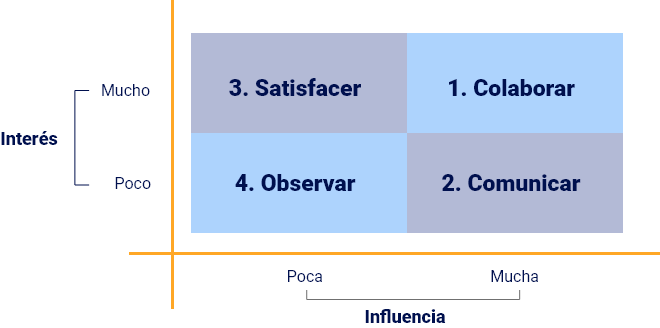 Mucho
3. Satisfacer
1. Colaborar
Interés
Poco
4. Observar
2. Comunicar
Poca
Mucha
Influencia